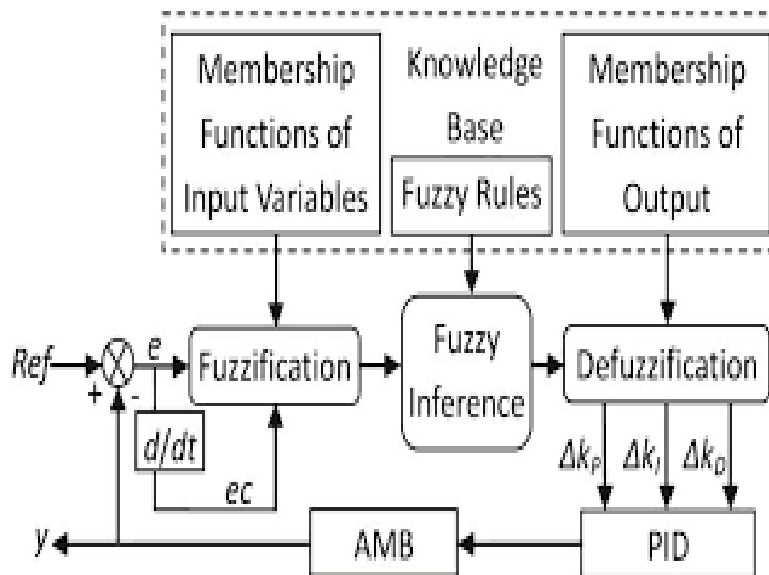 Membership
Functions of
Input Variables
Knowledge
Base
Fuzzy Rules
Membership
Functions of
Output
Ref
+
-
e
Fuzzification
Fuzzy
Inference
Defuzzification
d/dt
ec
Δk_P
Δk_I
Δk_D
y
AMB
PID